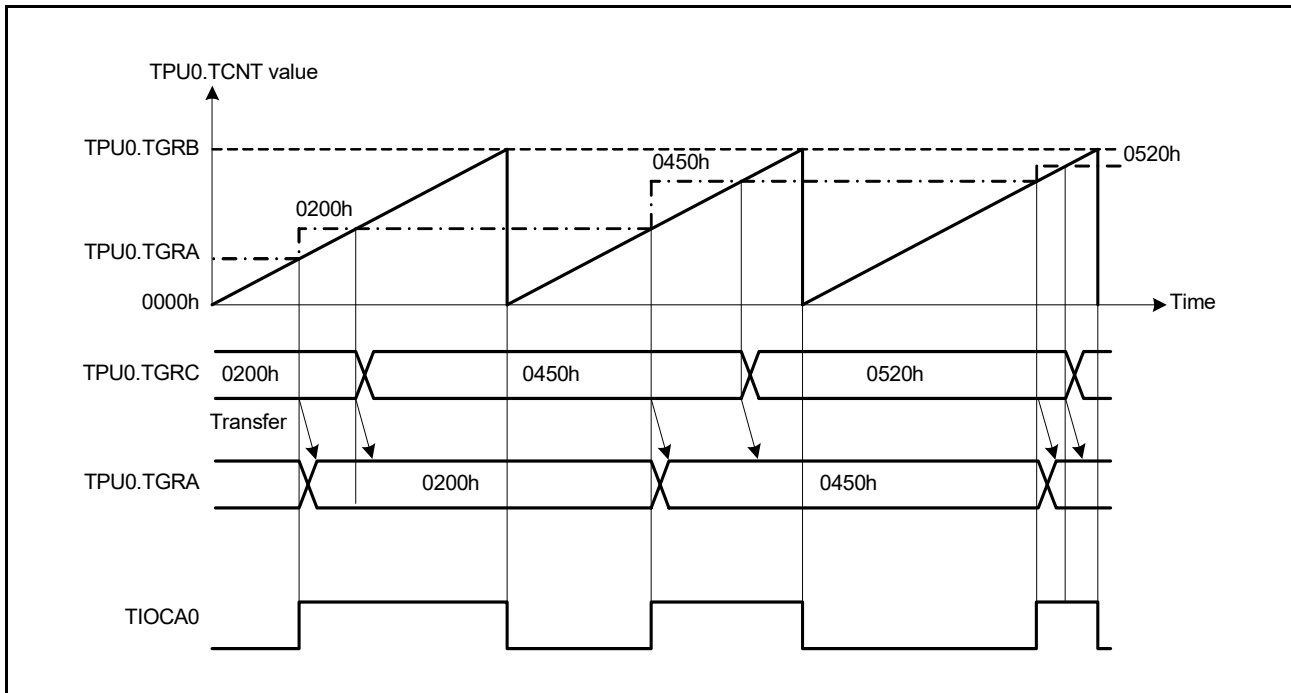 TPU0.TCNT value
TPU0.TGRB
0450h
0520h
0200h
TPU0.TGRA
0000h
Time
TPU0.TGRC
0200h
0450h
0520h
Transfer
TPU0.TGRA
0200h
0450h
TIOCA0